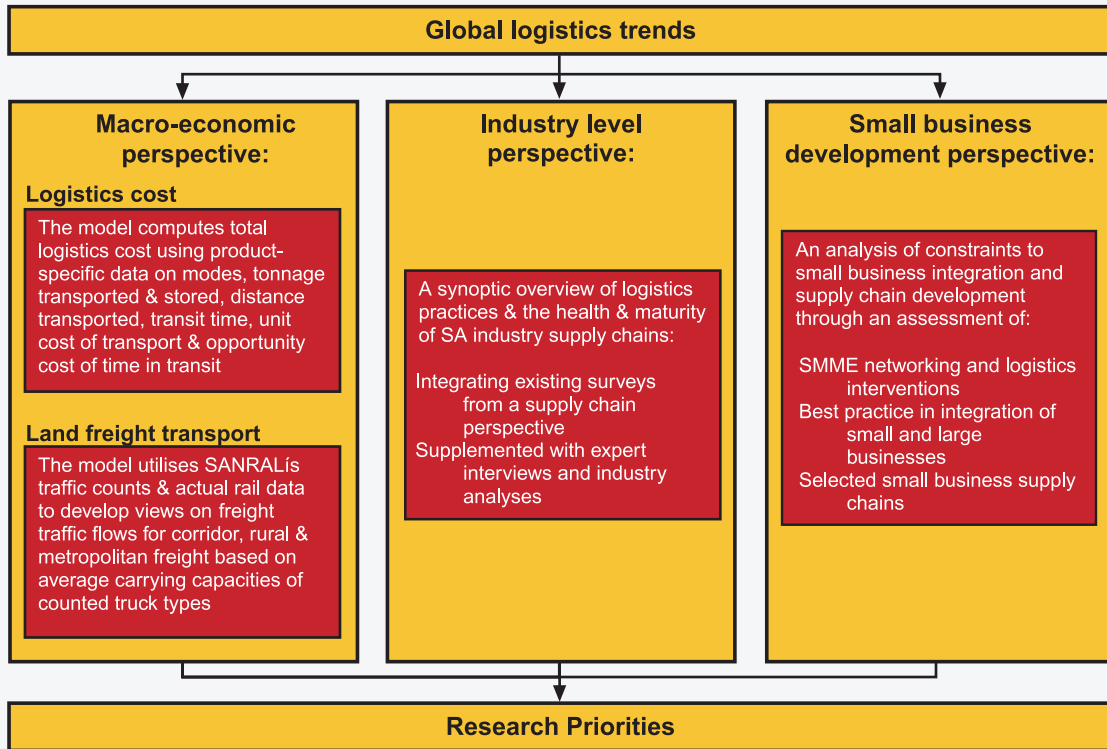 Global logistics trends
Macro-economic
perspective:
Logistics cost
The model computes total
logistics cost using product-
specific data on modes, tonnage
transported & stored, distance
transported, transit time, unit
cost of transport & opportunity
cost of time in transit
Land freight transport
The model utilises SANRALís
traffic counts & actual rail data
to develop views on freight
traffic flows for corridor, rural &
metropolitan freight based on
average carrying capacities of
counted truck types
Industry level
perspective:
A synoptic overview of logistics
practices & the health & maturity
of SA industry supply chains:
Integrating existing surveys
from a supply chain
perspective
Supplemented with expert
interviews and industry
analyses
Small business
development perspective:
An analysis of constraints to
small business integration and
supply chain development
through an assessment of:
SMME networking and logistics
interventions
Best practice in integration of
small and large
businesses
Selected small business supply
chains
Research Priorities